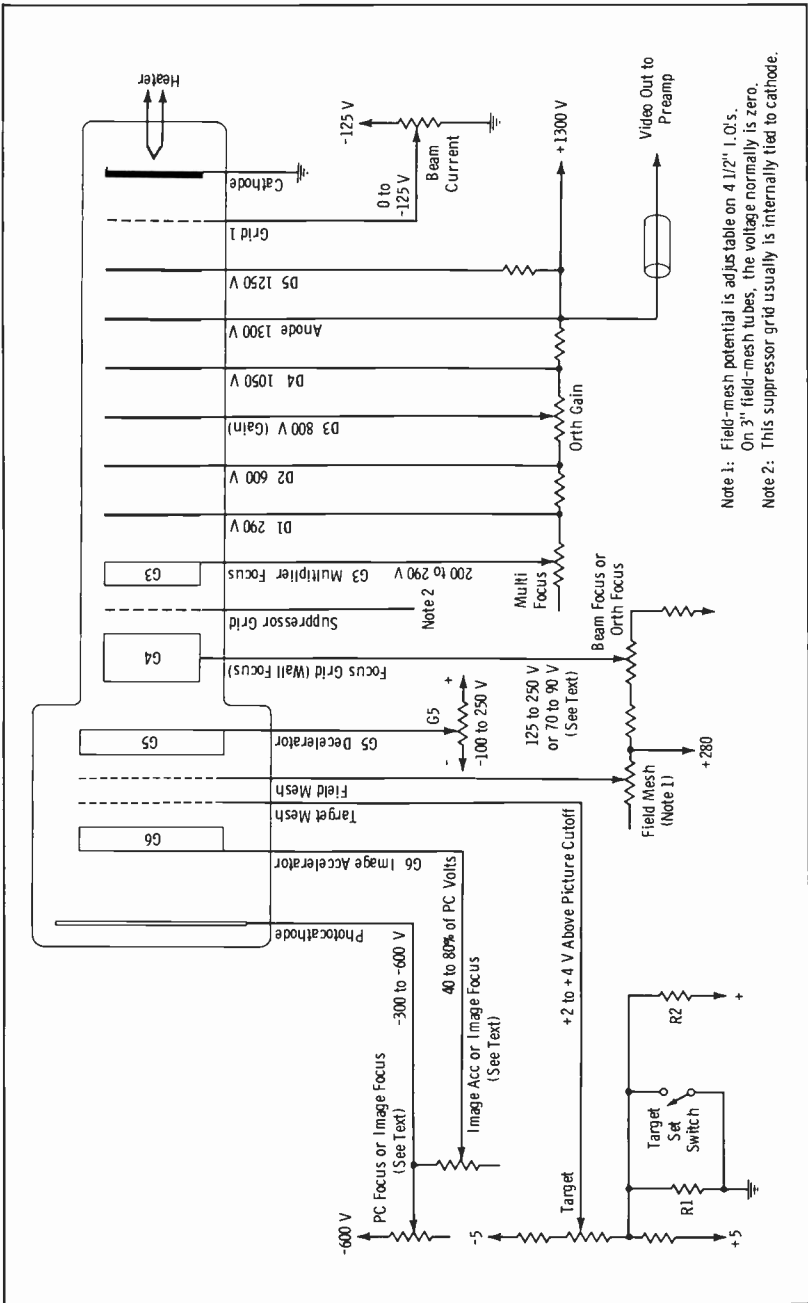 Heater
Cathode
Grid 1
D5 1250 V
Anode 1300 V
D4 1050 V
D3 800 V (Gain)
D2 600 V
D1 290 V
G3 Multiplier Focus
200 to 290 V
Suppressor Grid
Focus Grid (Wall Focus)
G5 Decelerator
Field Mesh
Target Mesh
G6 Image Accelerator
Photocathode
G3
G4
G5
G6
-125 V
0 to
-125 V
Beam
Current
+1300 V
Video Out to
Preamp
Orth Gain
Multi
Focus
Note 2
G5
+
-
-100 to 250 V
125 to 250 V
or 70 to 90 V
(See Text)
Beam Focus or
Orth Focus
Field Mesh
(Note 1)
+280
-300 to -600 V
40 to 80% of PC Volts
+2 to +4 V Above Picture Cutoff
PC Focus or Image Focus
(See Text)
Image Acc or Image Focus
(See Text)
-600 V
-5
Target
+5
R1
Target
Set
Switch
R2
+
Note 1: Field-mesh potential is adjustable on 4 1/2" I.O.'s.
On 3" field-mesh tubes, the voltage normally is zero.
Note 2: This suppressor grid usually is internally tied to cathode.